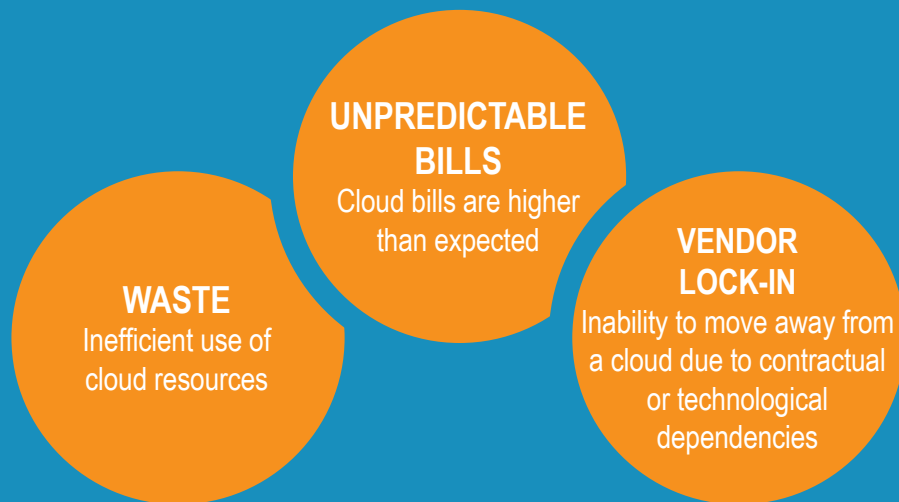 WASTE
Inefficient use of
cloud resources
UNPREDICTABLE
BILLS
Cloud bills are higher
than expected
VENDOR
LOCK-IN
Inability to move away from
a cloud due to contractual
or technological
dependencies